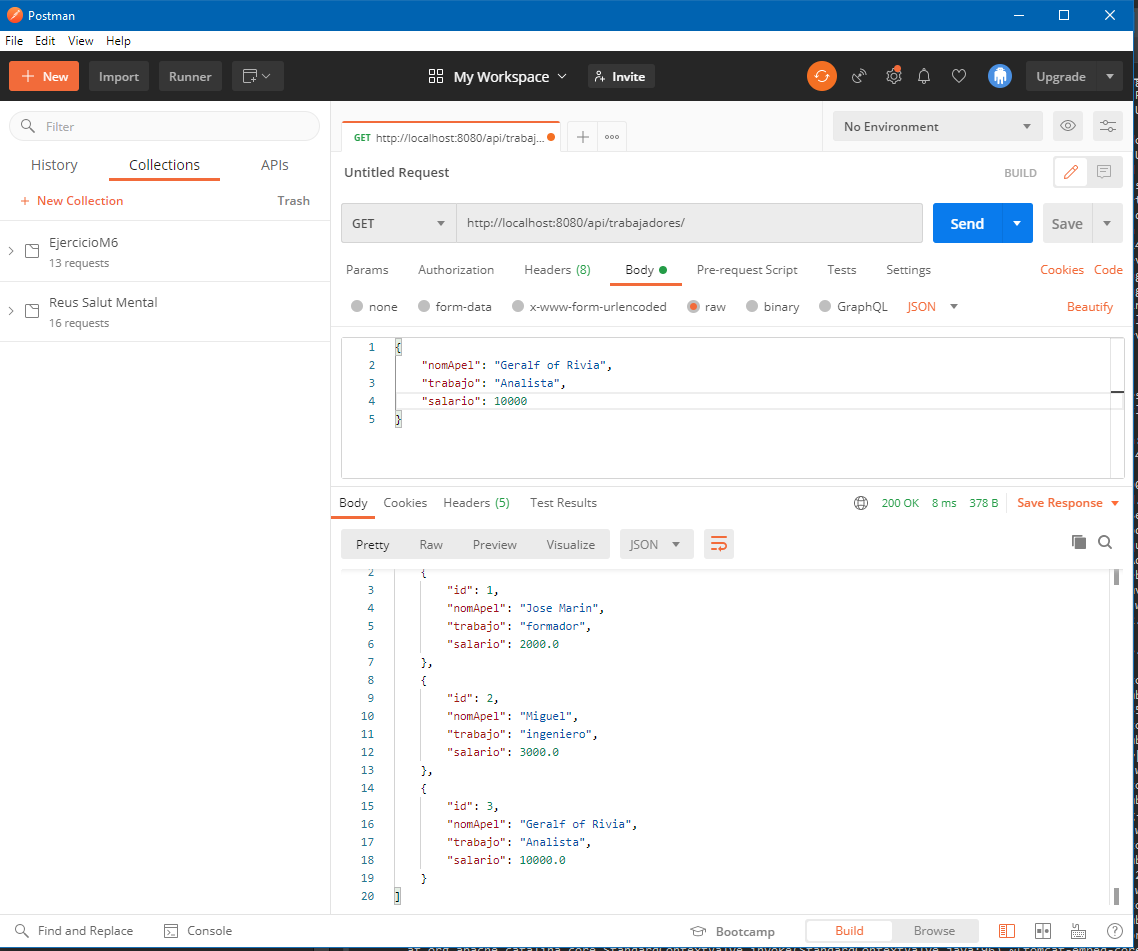 Postman
File Edit View Help
+ New Import Runner My Workspace Invite Upgrade
Filter
History Collections APIs
+ New Collection Trash
EjercicioM6
13 requests
Reus Salut Mental
16 requests
GET http://localhost:8080/api/trabaj... + ooo No Environment
Untitled Request BUILD
GET http://localhost:8080/api/trabajadores/ Send Save
Params Authorization Headers (8) Body Pre-request Script Tests Settings Cookies Code
none form-data x-www-form-urlencoded raw binary GraphQL JSON Beautify
1 {
2 "nomApel": "Geralf of Rivia",
3 "trabajo": "Analista",
4 "salario": 10000
5 }
Body Cookies Headers (5) Test Results 200 OK 8 ms 378 B Save Response
Pretty Raw Preview Visualize JSON
2 {
3 "id": 1,
4 "nomApel": "Jose Marin",
5 "trabajo": "formador",
6 "salario": 2000.0
7 },
8 {
9 "id": 2,
10 "nomApel": "Miguel",
11 "trabajo": "ingeniero",
12 "salario": 3000.0
13 },
14 {
15 "id": 3,
16 "nomApel": "Geralf of Rivia",
17 "trabajo": "Analista",
18 "salario": 10000.0
19 }
20 ]
Find and Replace Console Bootcamp Build Browse